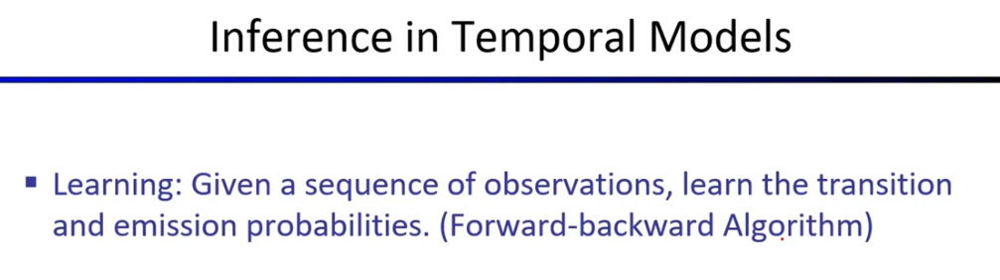 Inference in Temporal Models
▪ Learning: Given a sequence of observations, learn the transition
and emission probabilities. (Forward-backward Algorithm)